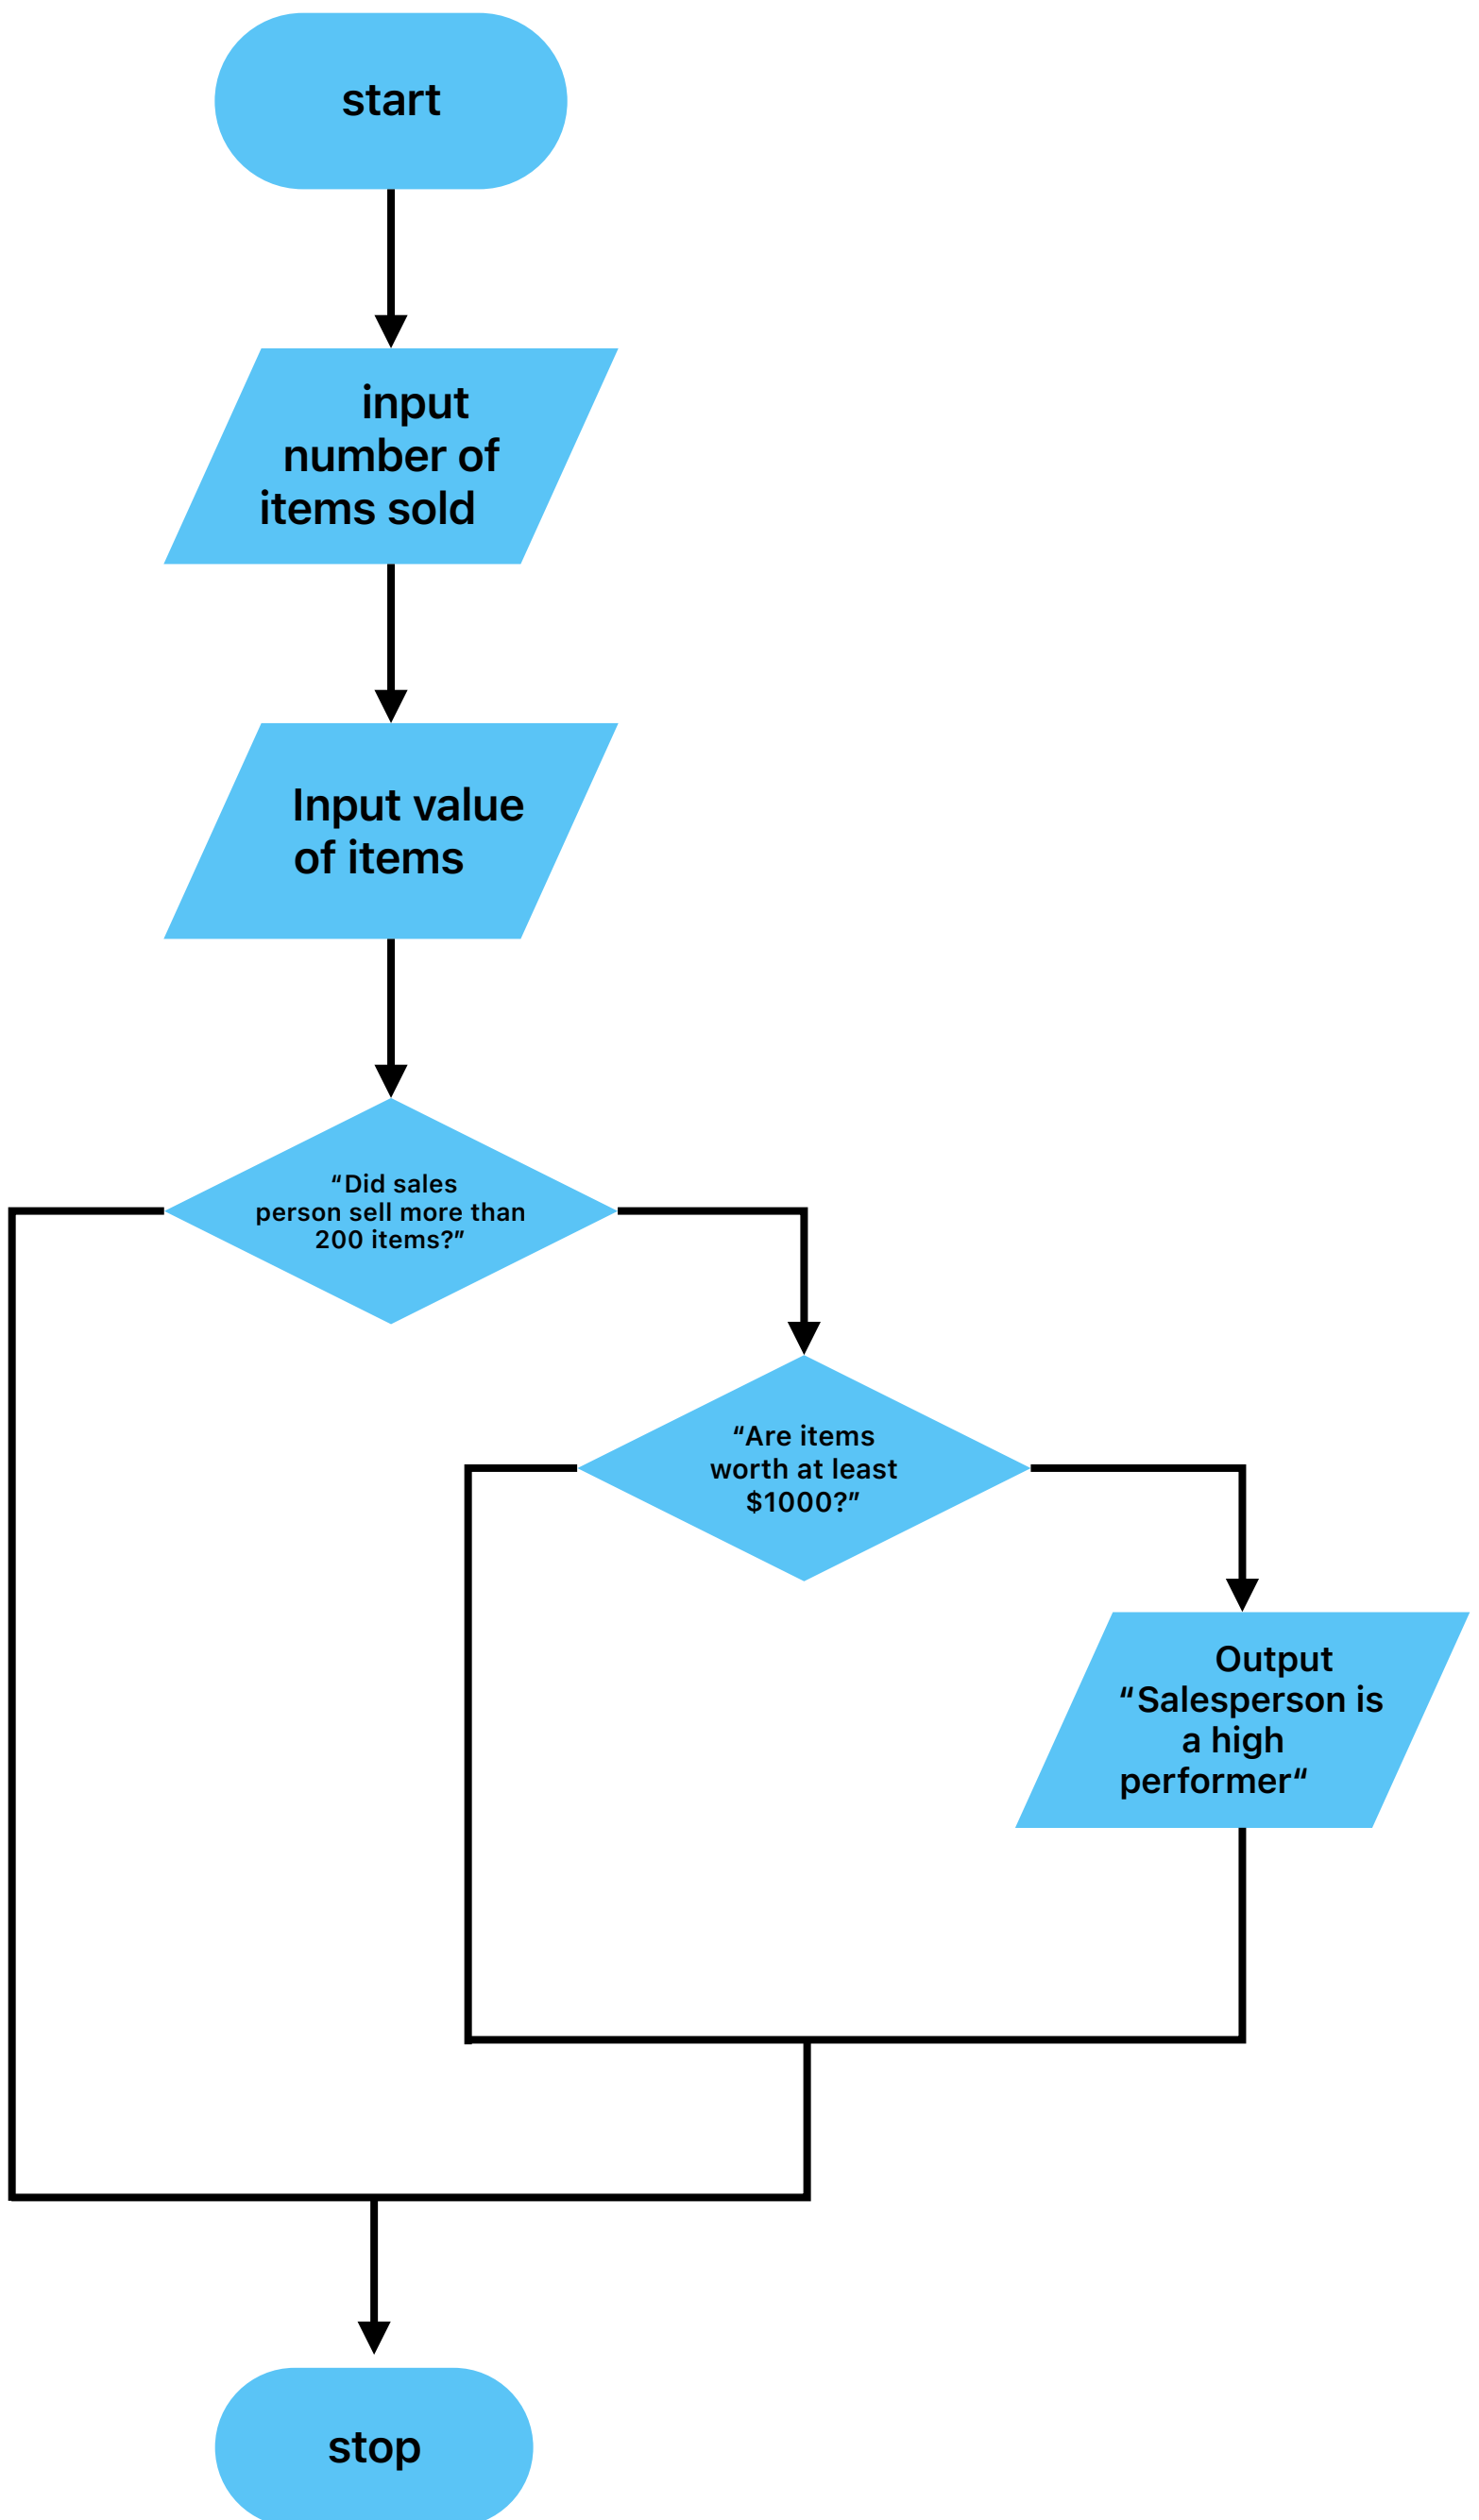 start
input
number of
items sold
Input value
of items
“Did sales
person sell more than
200 items?”
“Are items
worth at least
$1000?”
Output
“Salesperson is
a high
performer“
stop